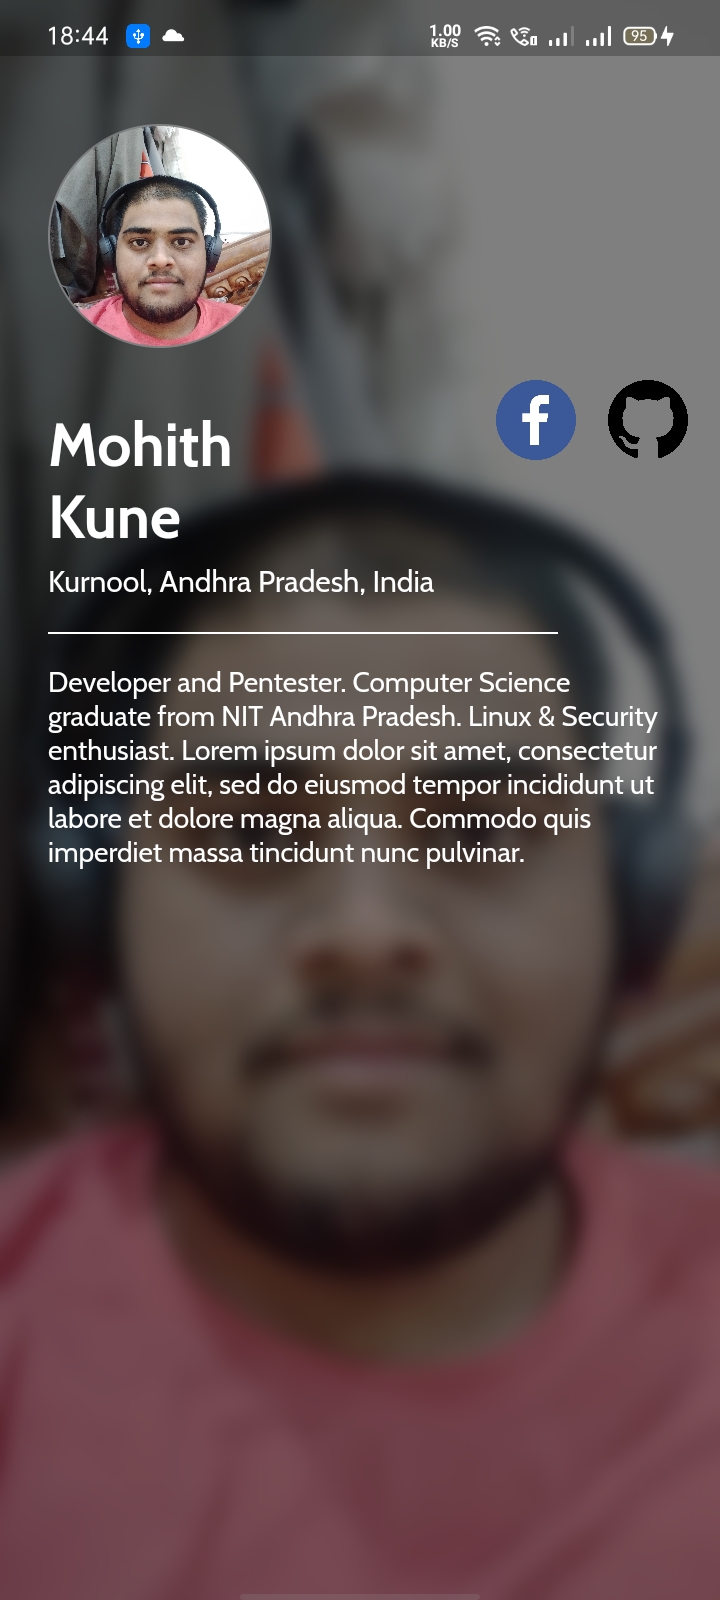 18:44
1.00
KB/S
95
Mohith
Kune
Kurnool, Andhra Pradesh, India
Developer and Pentester. Computer Science
graduate from NIT Andhra Pradesh. Linux & Security
enthusiast. Lorem ipsum dolor sit amet, consectetur
adipiscing elit, sed do eiusmod tempor incididunt ut
labore et dolore magna aliqua. Commodo quis
imperdiet massa tincidunt nunc pulvinar.